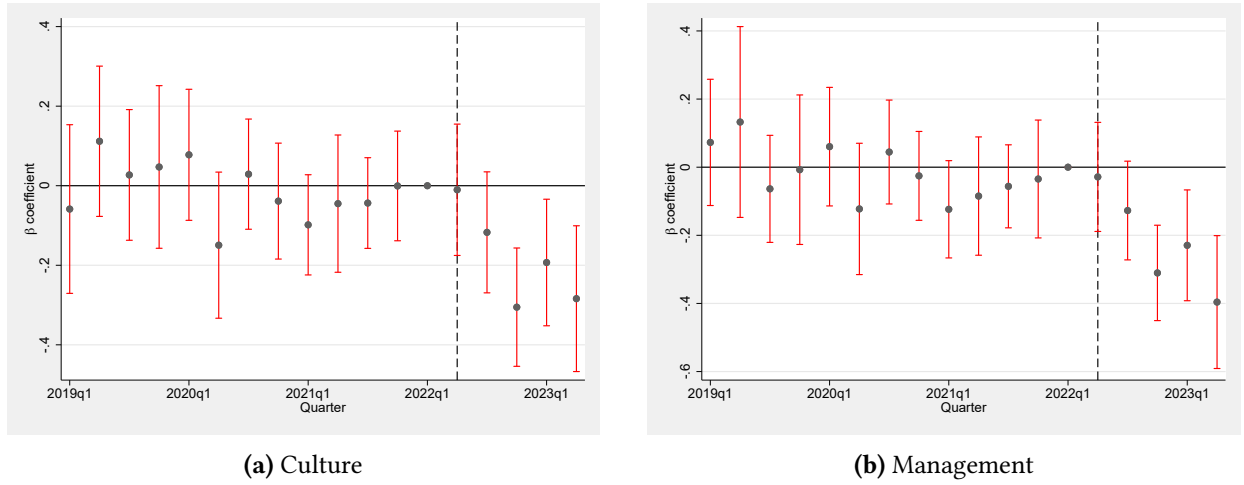 .4
.2
0
-.2
-.4
β coefficient
2019q1 2020q1 2021q1 2022q1 2023q1
Quarter
(a) Culture
.4
.2
0
-.2
-.4
-.6
β coefficient
2019q1 2020q1 2021q1 2022q1 2023q1
Quarter
(b) Management